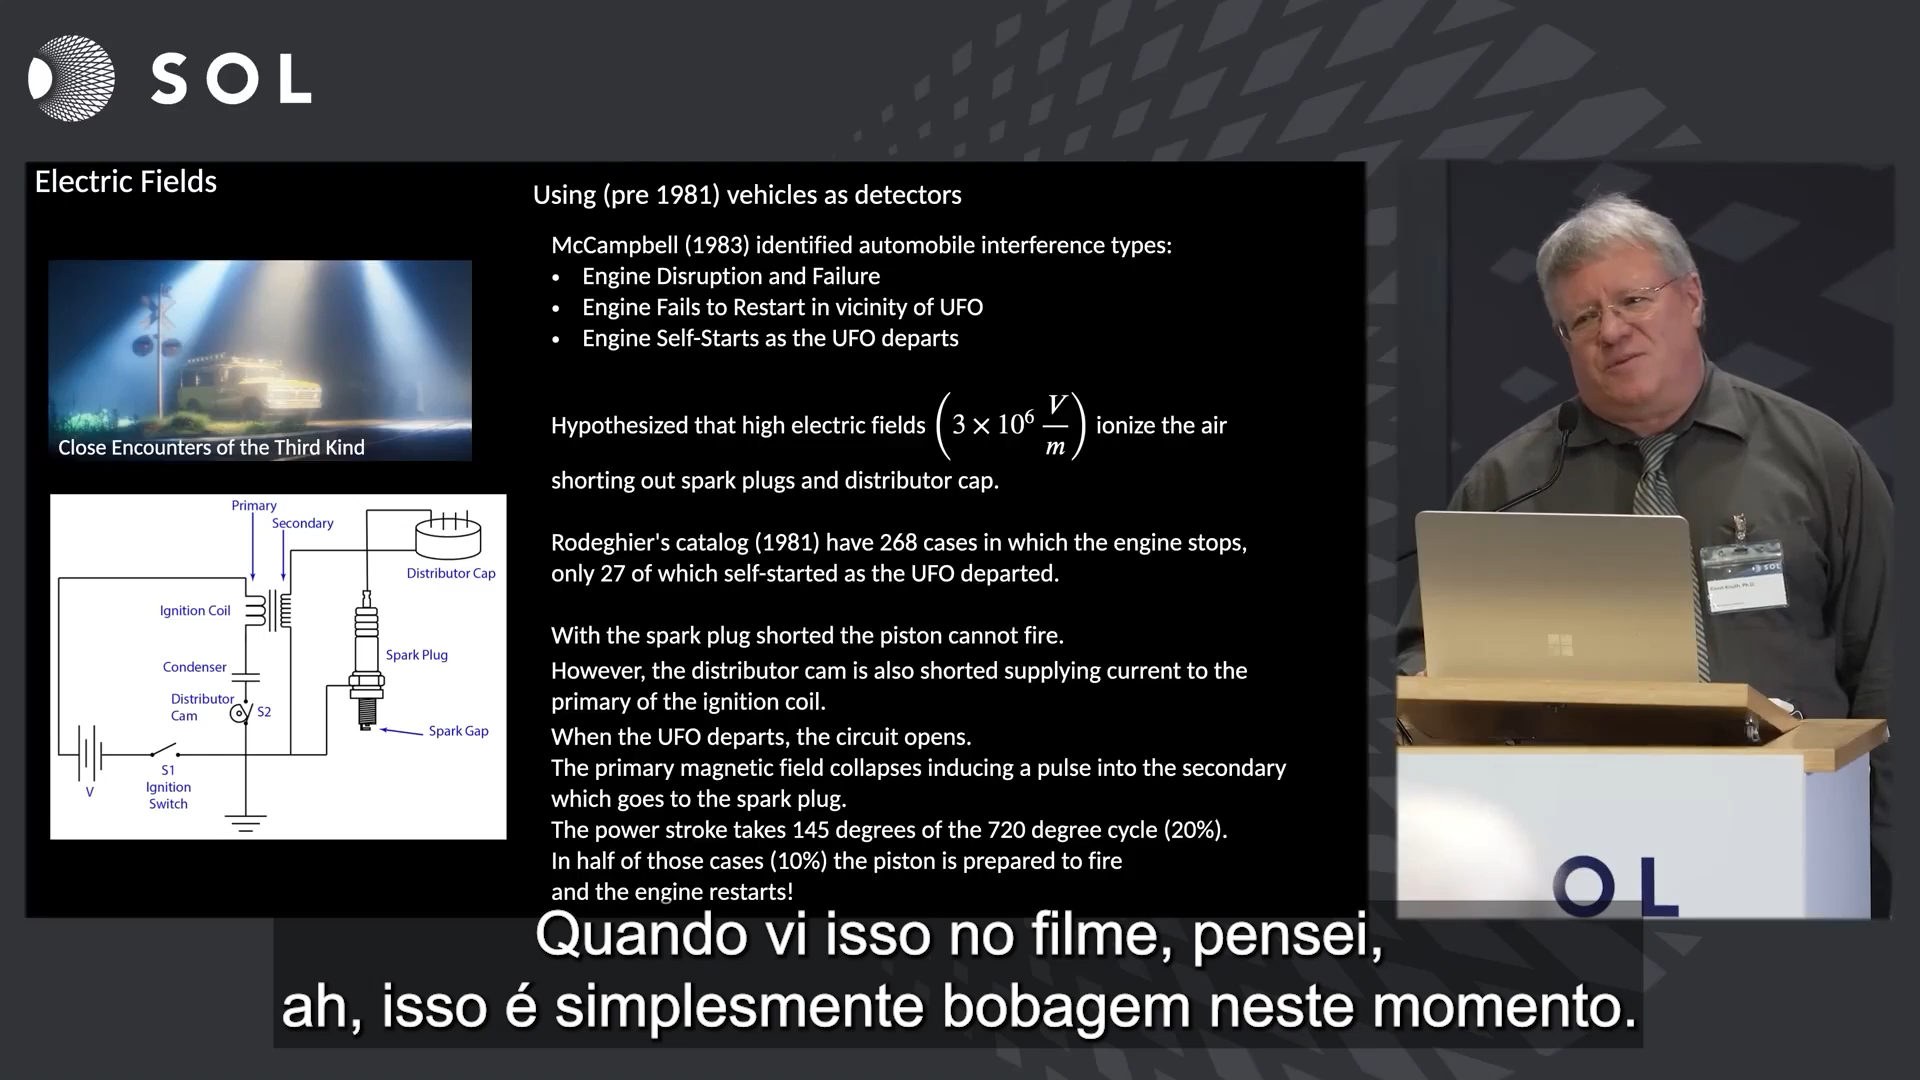 SOL
Electric Fields
Using (pre 1981) vehicles as detectors
McCampbell (1983) identified automobile interference types:
• Engine Disruption and Failure
• Engine Fails to Restart in vicinity of UFO
• Engine Self-Starts as the UFO departs
Hypothesized that high electric fields (3 × 10⁶ V/m) ionize the air
shorting out spark plugs and distributor cap.
Rodeghier's catalog (1981) have 268 cases in which the engine stops,
only 27 of which self-started as the UFO departed.
With the spark plug shorted the piston cannot fire.
However, the distributor cam is also shorted supplying current to the
primary of the ignition coil.
When the UFO departs, the circuit opens.
The primary magnetic field collapses inducing a pulse into the secondary
which goes to the spark plug.
The power stroke takes 145 degrees of the 720 degree cycle (20%).
In half of those cases (10%) the piston is prepared to fire
and the engine restarts!
Close Encounters of the Third Kind
Primary
Secondary
Distributor Cap
Ignition Coil
Spark Plug
Condenser
Distributor
Cam
S2
Spark Gap
S1
Ignition
Switch
V
SOL
OL
Quando vi isso no filme, pensei,
ah, isso é simplesmente bobagem neste momento.